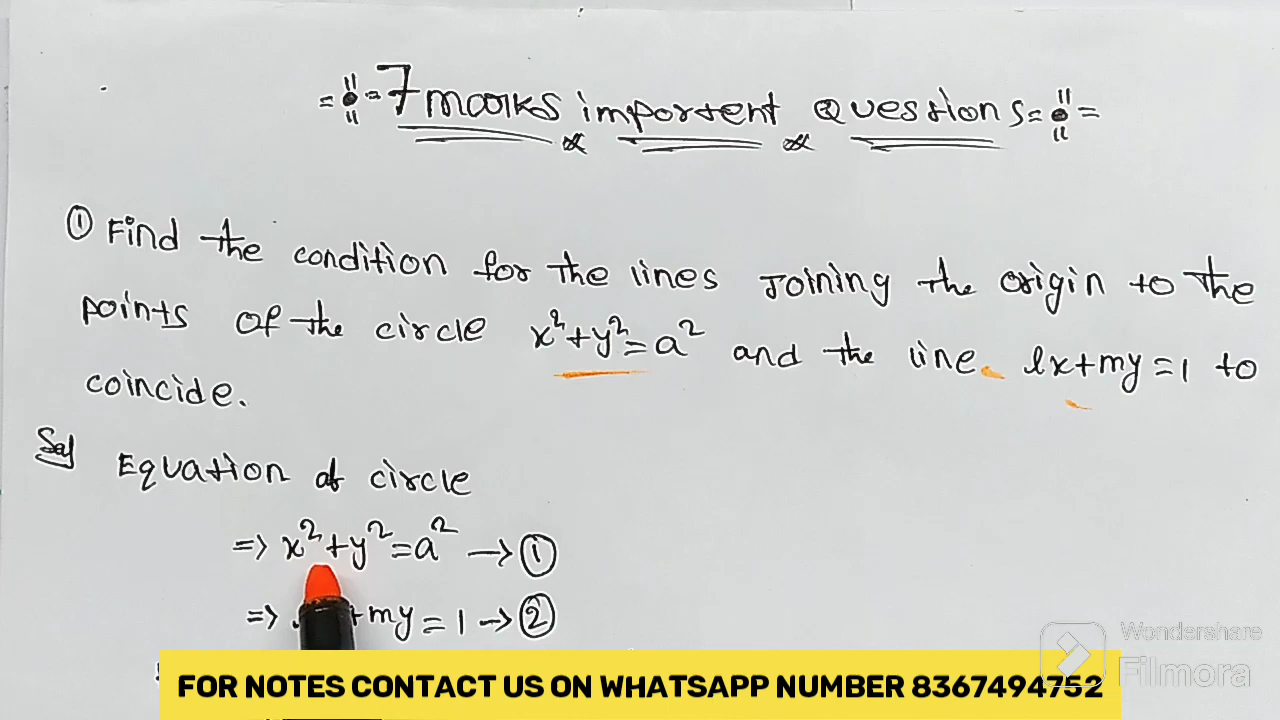 =:=7 marks importent Questions=:=
① Find the condition for the lines Joining the origin to the
points of the circle x²+y²=a² and the line lx+my=1 to
coincide.
Sol Equation of circle
=> x²+y²=a² → ①
=> +my=1 → ②
FOR NOTES CONTACT US ON WHATSAPP NUMBER 8367494752
Wondershare
Filmora